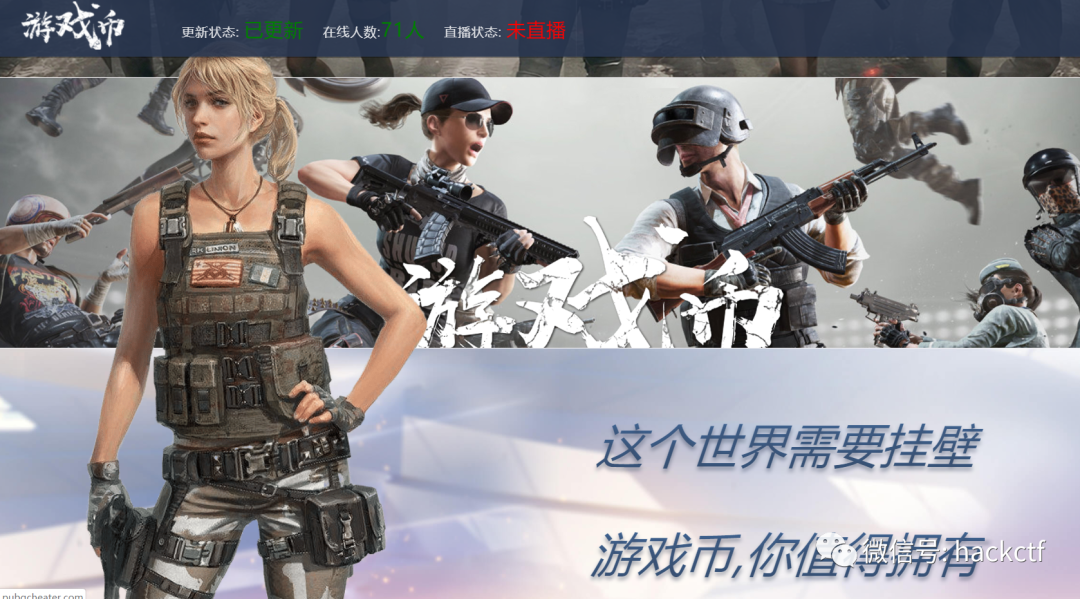 游戏币
更新状态: 已更新 在线人数:71人 直播状态: 未直播
游戏币
这个世界需要挂壁
游戏币,你值得拥有
微信号: hackctf
pubgcheater.com